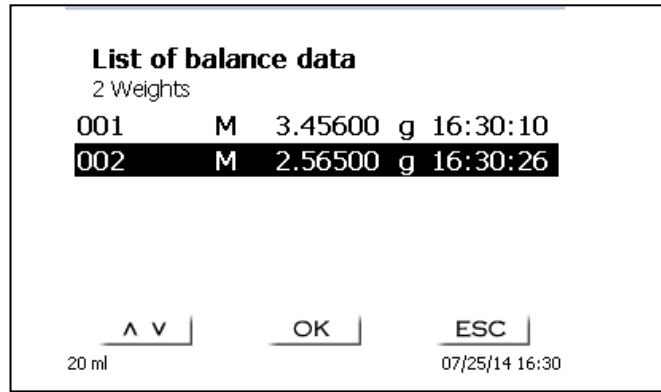 List of balance data
2 Weights
001 M 3.45600 g 16:30:10
002 M 2.56500 g 16:30:26
∧ ∨ OK ESC
20 ml 07/25/14 16:30